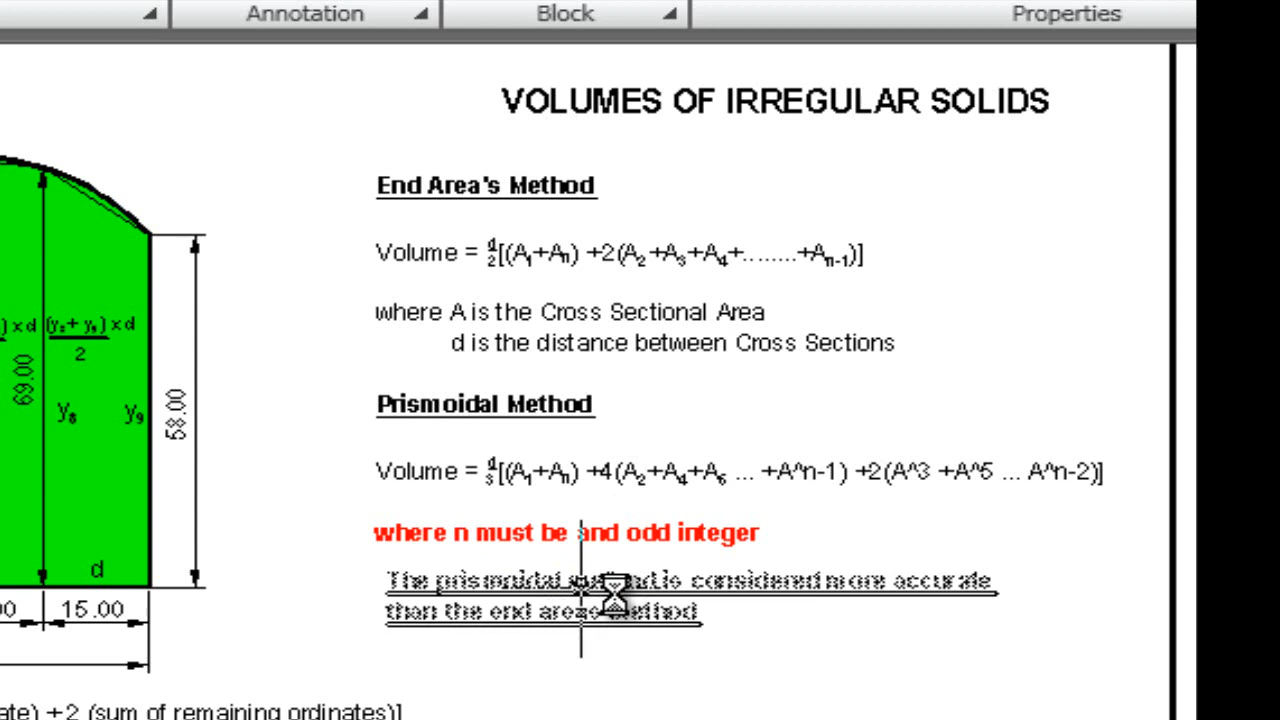 Annotation
Block
Properties
VOLUMES OF IRREGULAR SOLIDS
End Area's Method
Volume = d/2[(A₁+Aₙ) +2(A₂+A₃+A₄+........+Aₙ₋₁)]
where A is the Cross Sectional Area
d is the distance between Cross Sections
Prismoidal Method
Volume = d/3[(A₁+Aₙ) +4(A₂+A₄+A₆ ... +A^n-1) +2(A^3 +A^5 ... A^n-2)]
where n must be and odd integer
The prismoidal is considered more accurate
than the end areas method
) x d
(y₈+ y₉) x d
2
69.00
y₈
y₉
58.00
d
00
15.00
ate) +2 (sum of remaining ordinates)]